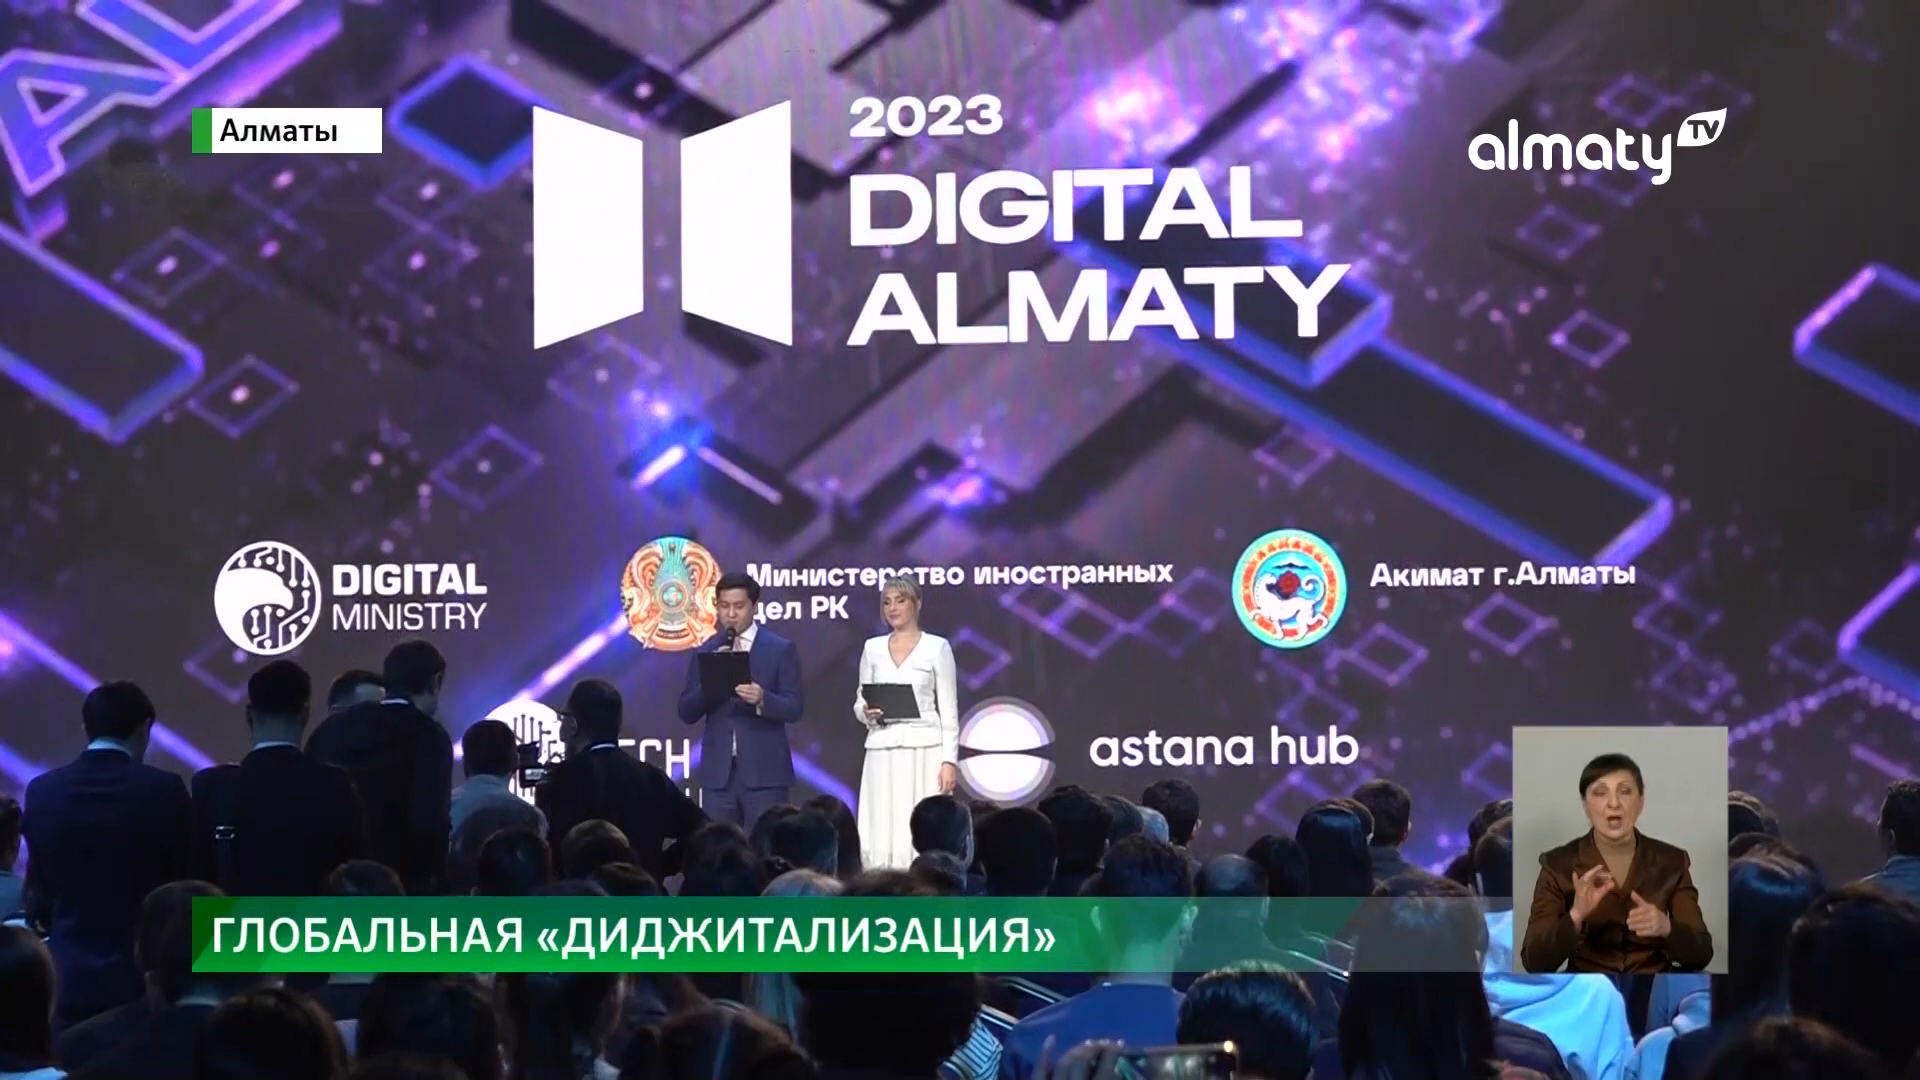 Алматы
almaty TV
2023
DIGITAL
ALMATY
DIGITAL
MINISTRY
Министерство иностранных
дел РК
Акимат г.Алматы
astana hub
ГЛОБАЛЬНАЯ «ДИДЖИТАЛИЗАЦИЯ»